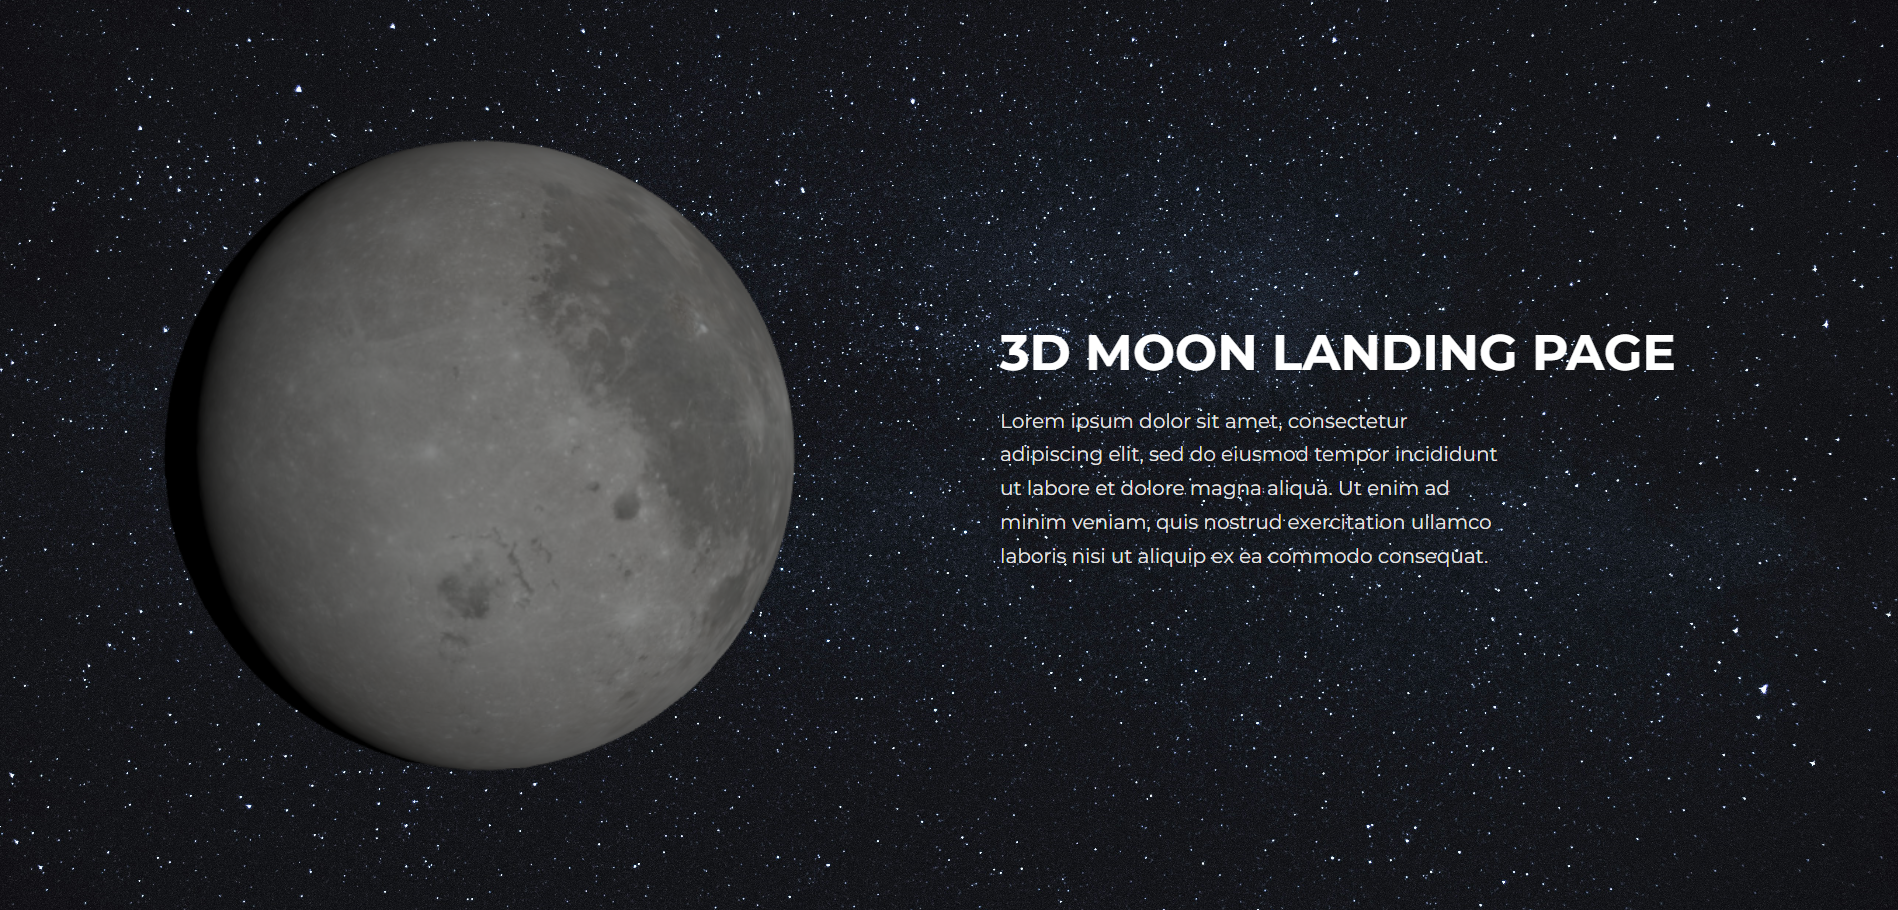 3D MOON LANDING PAGE
Lorem ipsum dolor sit amet, consectetur
adipiscing elit, sed do eiusmod tempor incididunt
ut labore et dolore magna aliqua. Ut enim ad
minim veniam, quis nostrud exercitation ullamco
laboris nisi ut aliquip ex ea commodo consequat.